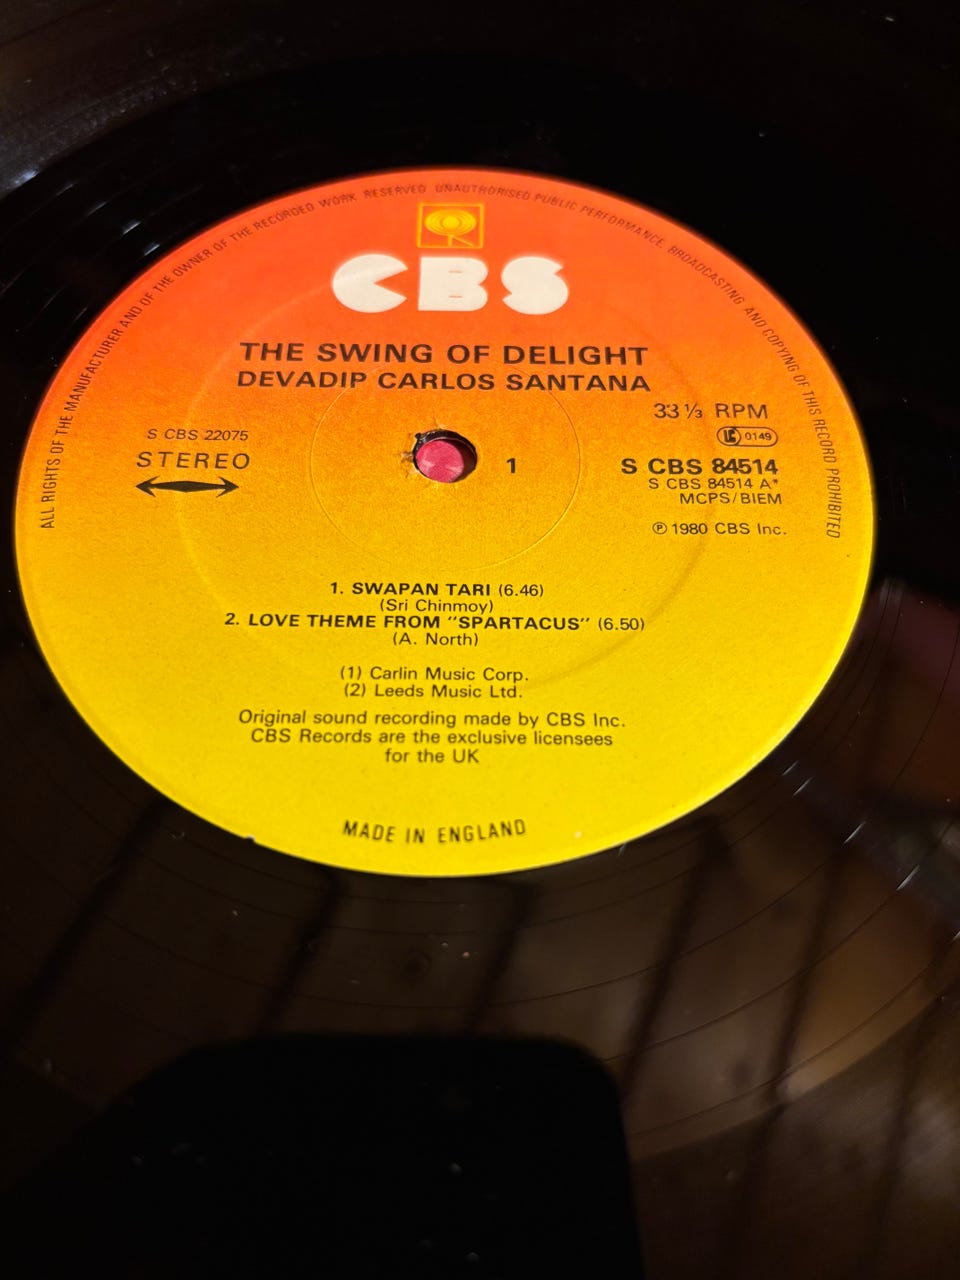 ALL RIGHTS OF THE MANUFACTURER AND OF THE OWNER OF THE RECORDED WORK RESERVED UNAUTHORISED PUBLIC PERFORMANCE BROADCASTING AND COPYING OF THIS RECORD PROHIBITED
CBS
THE SWING OF DELIGHT
DEVADIP CARLOS SANTANA
33⅓ RPM
S CBS 22075
STEREO
LC 0149
1
S CBS 84514
S CBS 84514 A*
MCPS/BIEM
℗ 1980 CBS Inc.
1. SWAPAN TARI (6.46)
(Sri Chinmoy)
2. LOVE THEME FROM "SPARTACUS" (6.50)
(A. North)
(1) Carlin Music Corp.
(2) Leeds Music Ltd.
Original sound recording made by CBS Inc.
CBS Records are the exclusive licensees
for the UK
MADE IN ENGLAND